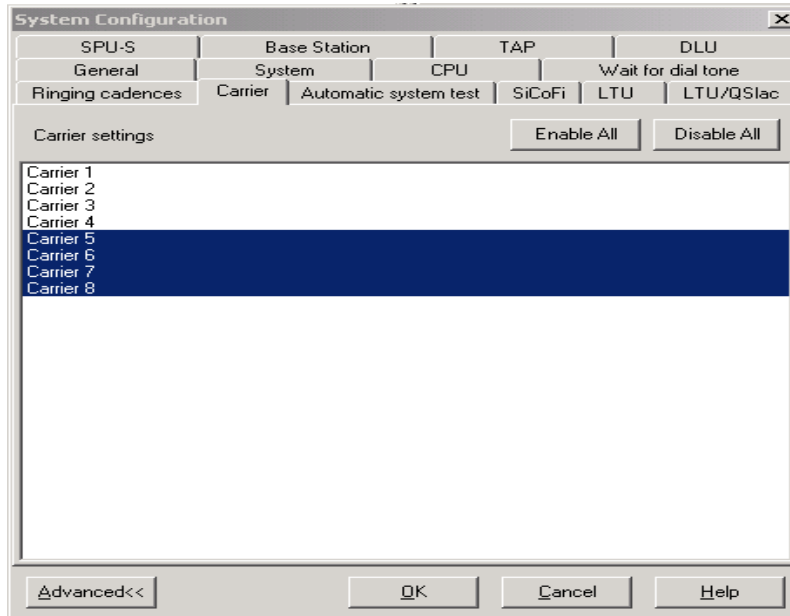 System Configuration
SPU-S Base Station TAP DLU
General System CPU Wait for dial tone
Ringing cadences Carrier Automatic system test SiCoFi LTU LTU/QSlac
Carrier settings Enable All Disable All
Carrier 1
Carrier 2
Carrier 3
Carrier 4
Carrier 5
Carrier 6
Carrier 7
Carrier 8
Advanced<< OK Cancel Help